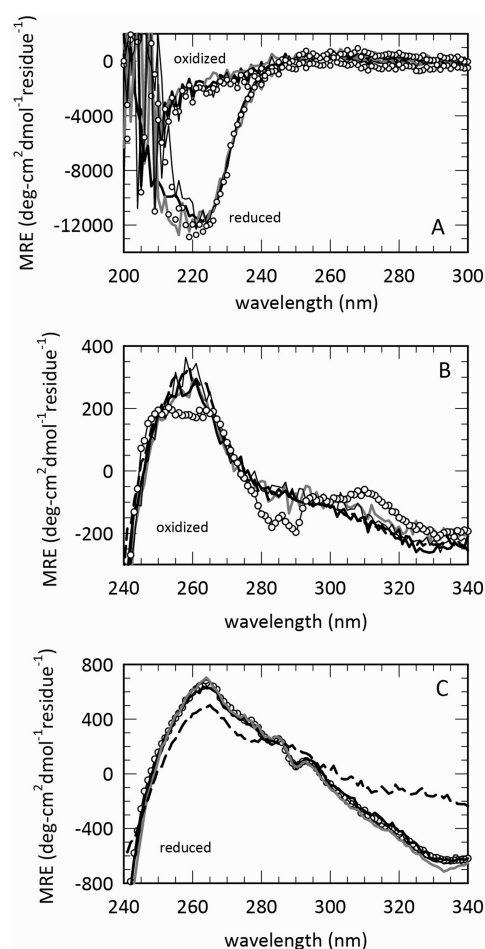 0
-4000
-8000
-12000
MRE (deg-cm²dmol⁻¹residue⁻¹)
oxidized
reduced
A
200 220 240 260 280 300
wavelength (nm)
400
200
0
-200
MRE (deg-cm²dmol⁻¹residue⁻¹)
B
oxidized
240 260 280 300 320 340
wavelength (nm)
800
400
0
-400
-800
MRE (deg-cm²dmol⁻¹residue⁻¹)
C
reduced
240 260 280 300 320 340
wavelength (nm)